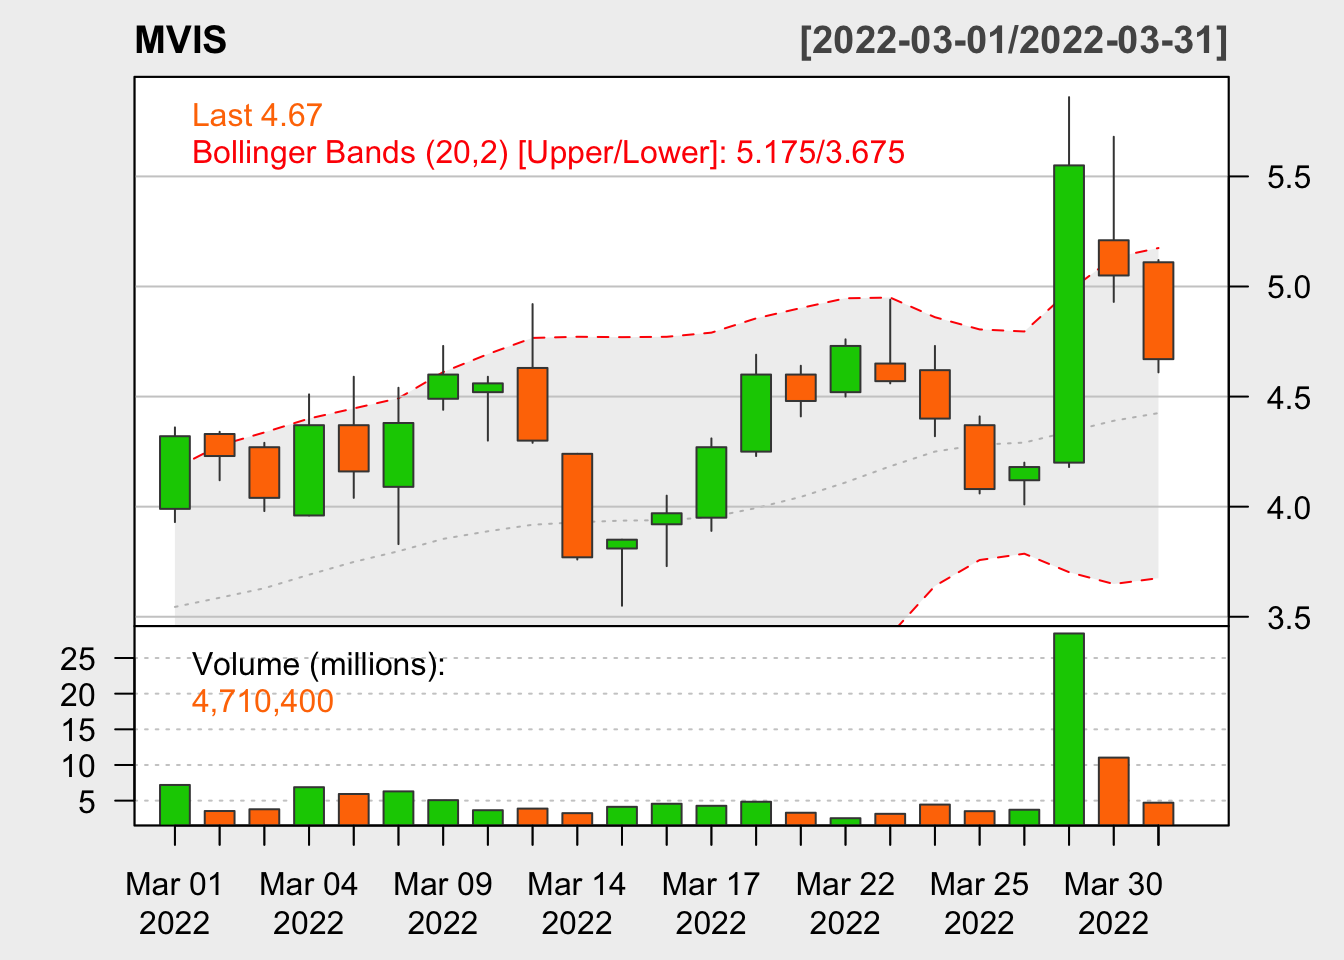 MVIS [2022-03-01/2022-03-31]
Last 4.67
Bollinger Bands (20,2) [Upper/Lower]: 5.175/3.675
5.5
5.0
4.5
4.0
3.5
Volume (millions):
4,710,400
25
20
15
10
5
Mar 01 Mar 04 Mar 09 Mar 14 Mar 17 Mar 22 Mar 25 Mar 30
2022 2022 2022 2022 2022 2022 2022 2022